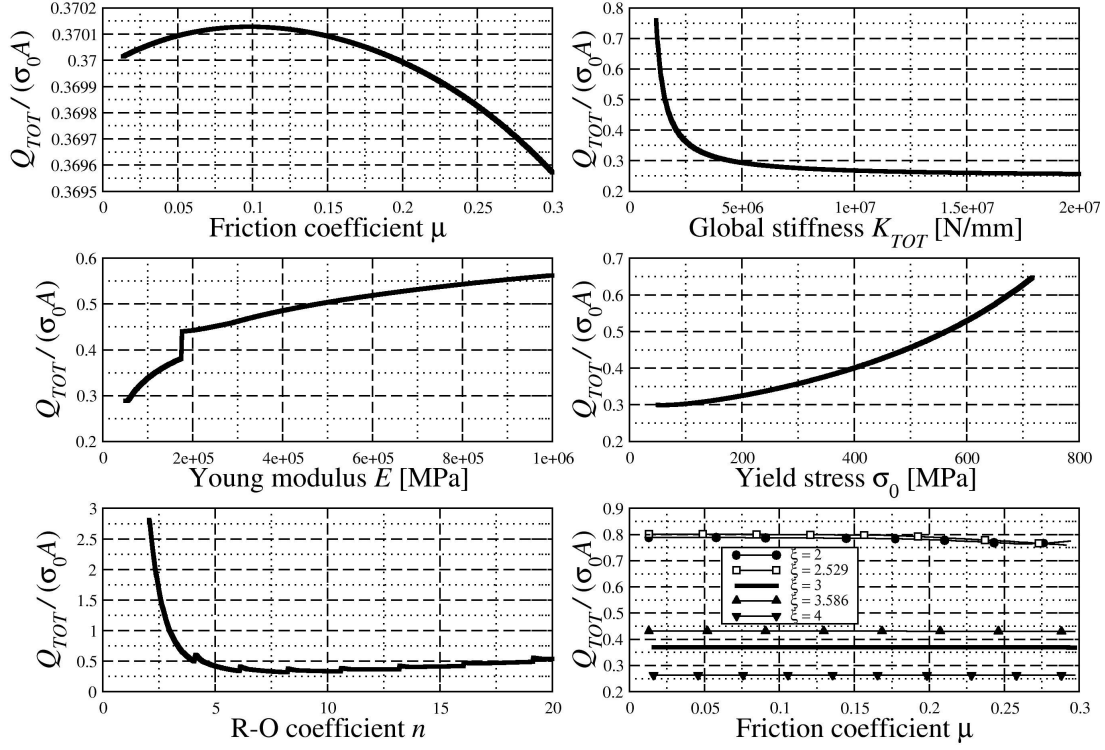 0.3702
0.3701
0.37
0.3699
0.3698
0.3697
0.3696
0.3695
0
0.05
0.1
0.15
0.2
0.25
0.3
Q_TOT / (σ₀A)
Friction coefficient μ
0.8
0.7
0.6
0.5
0.4
0.3
0.2
0
5e+06
1e+07
1.5e+07
2e+07
Q_TOT / (σ₀A)
Global stiffness K_TOT [N/mm]
0.6
0.5
0.4
0.3
0.2
0
2e+05
4e+05
6e+05
8e+05
1e+06
Q_TOT / (σ₀A)
Young modulus E [MPa]
0.7
0.6
0.5
0.4
0.3
0.2
0
200
400
600
800
Q_TOT / (σ₀A)
Yield stress σ₀ [MPa]
3
2.5
2
1.5
1
0.5
0
0
5
10
15
20
Q_TOT / (σ₀A)
R-O coefficient n
0.9
0.8
0.7
0.6
0.5
0.4
0.3
0.2
0
0.05
0.1
0.15
0.2
0.25
0.3
Q_TOT / (σ₀A)
ξ = 2
ξ = 2.529
ξ = 3
ξ = 3.586
ξ = 4
Friction coefficient μ